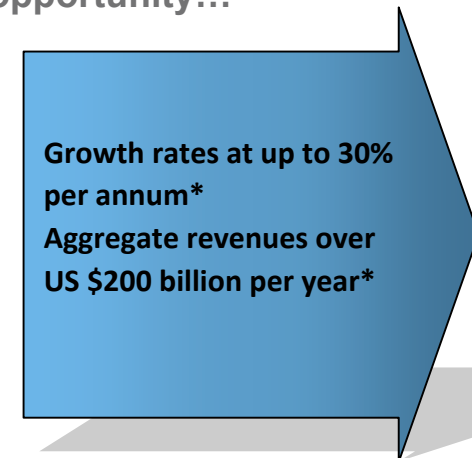 opportunity…
Growth rates at up to 30%
per annum*
Aggregate revenues over
US $200 billion per year*